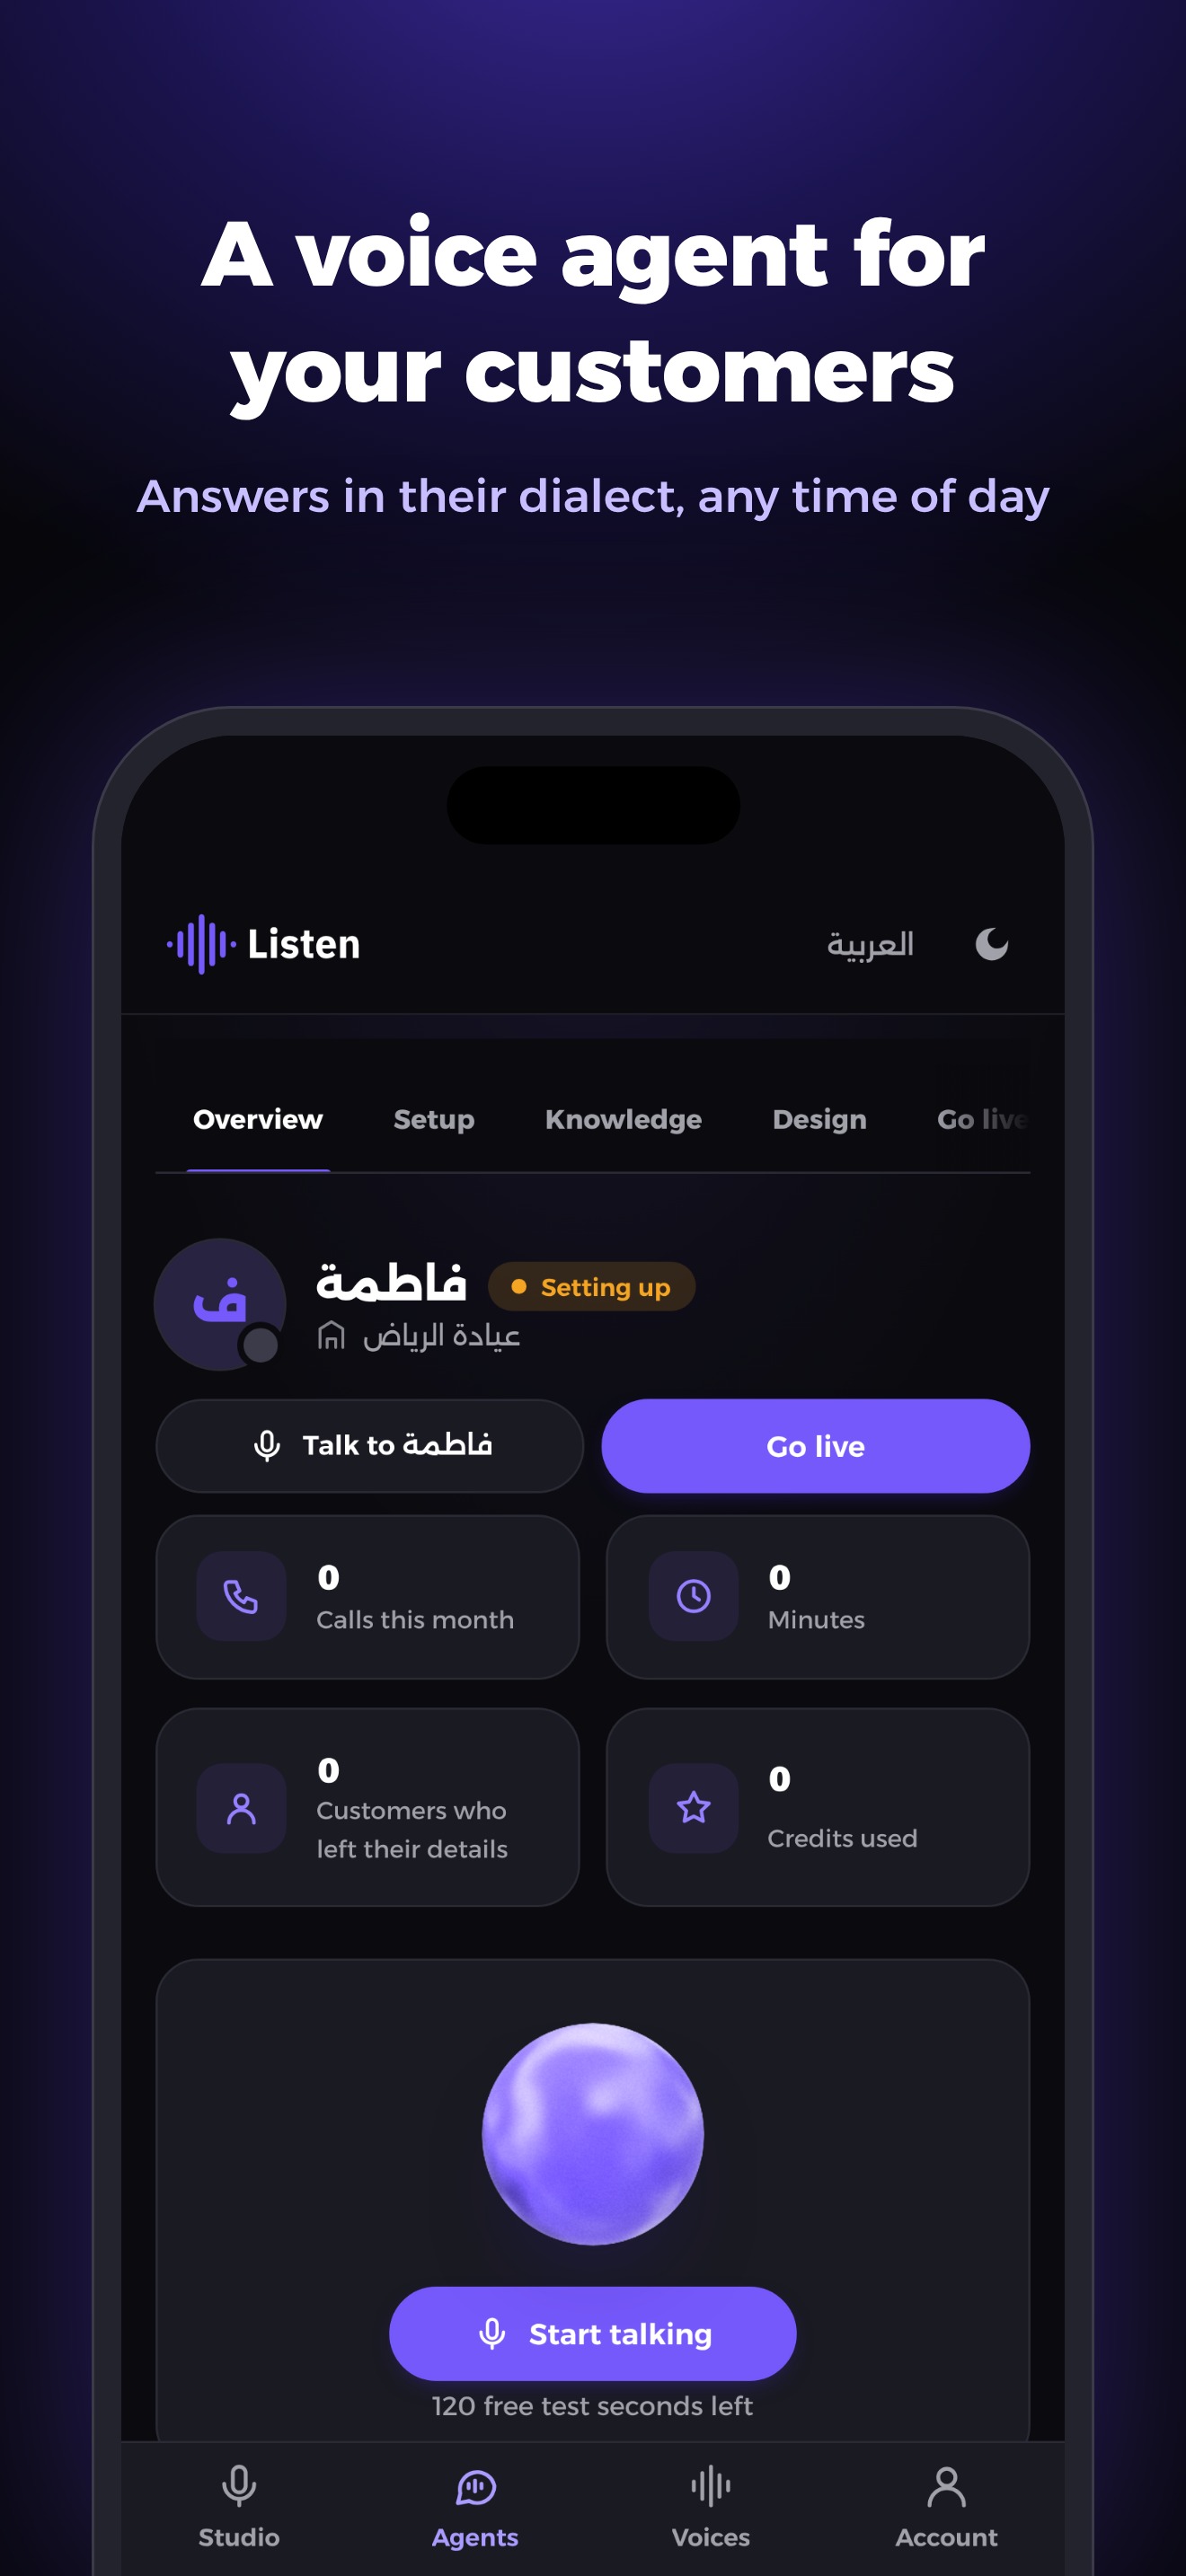 A voice agent for
your customers
Answers in their dialect, any time of day
Listen
العربية
Overview Setup Knowledge Design Go live
ف
فاطمة
Setting up
عيادة الرياض
Talk to فاطمة
Go live
0
Calls this month
0
Minutes
0
Customers who
left their details
0
Credits used
Start talking
120 free test seconds left
Studio Agents Voices Account